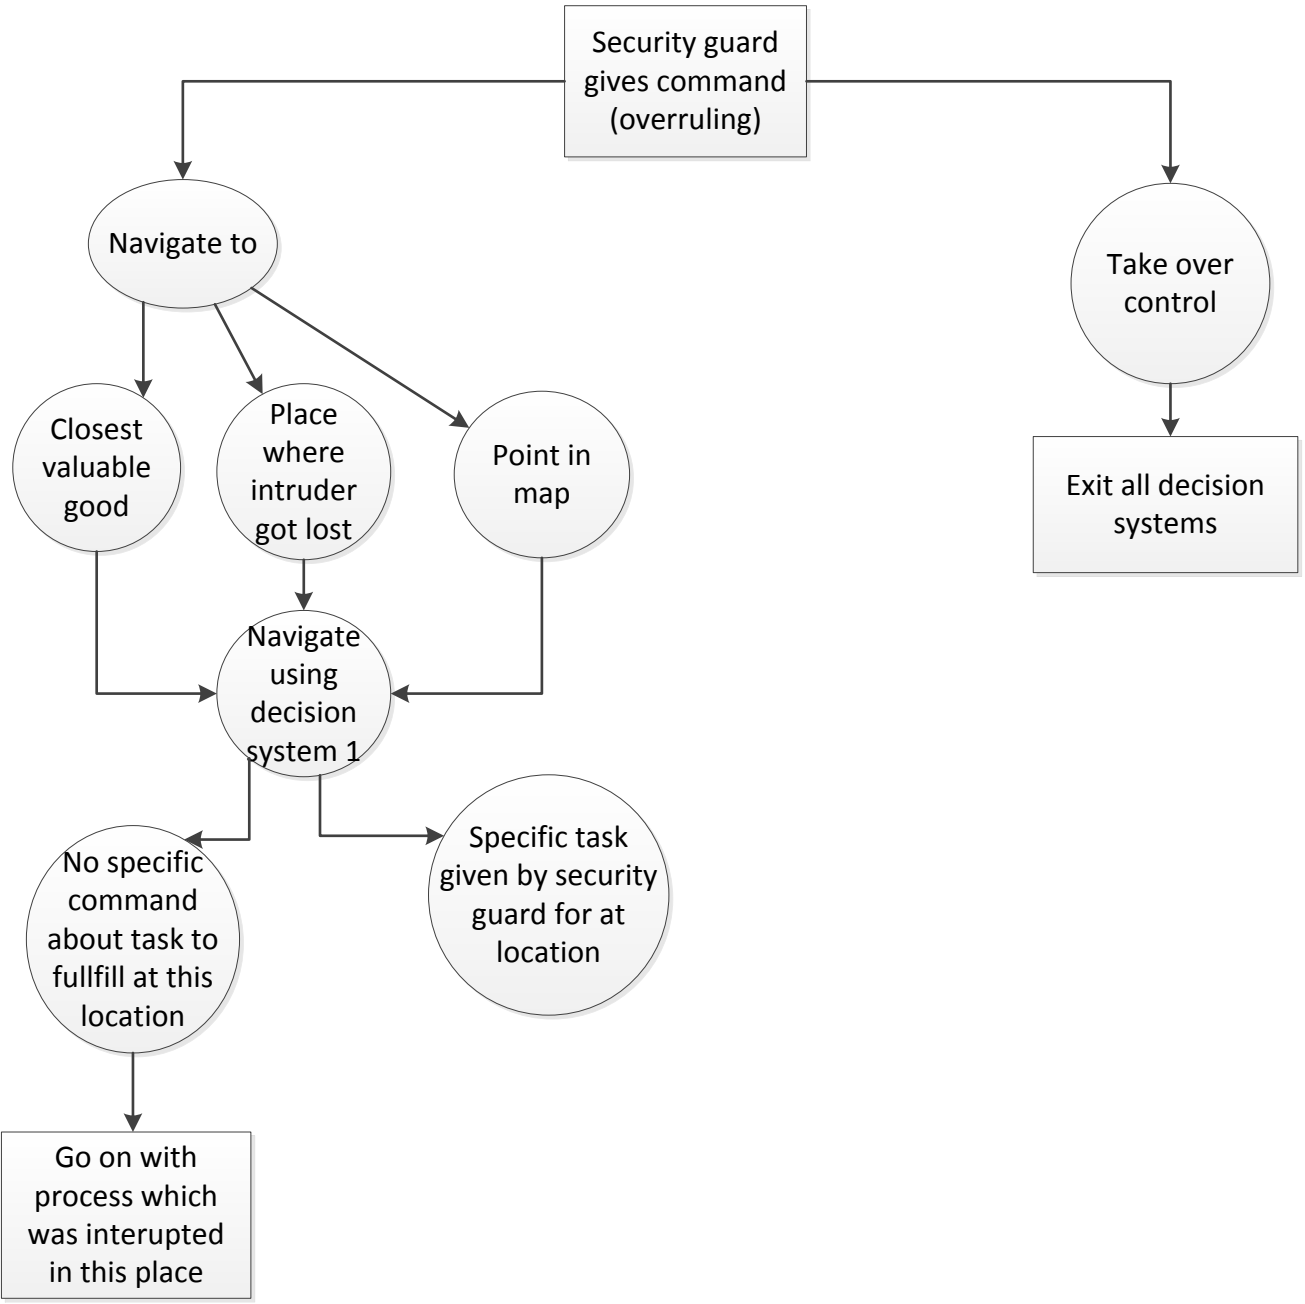 Security guard
gives command
(overruling)
Navigate to
Take over
control
Closest
valuable
good
Place
where
intruder
got lost
Point in
map
Exit all decision
systems
Navigate
using
decision
system 1
No specific
command
about task to
fullfill at this
location
Specific task
given by security
guard for at
location
Go on with
process which
was interupted
in this place